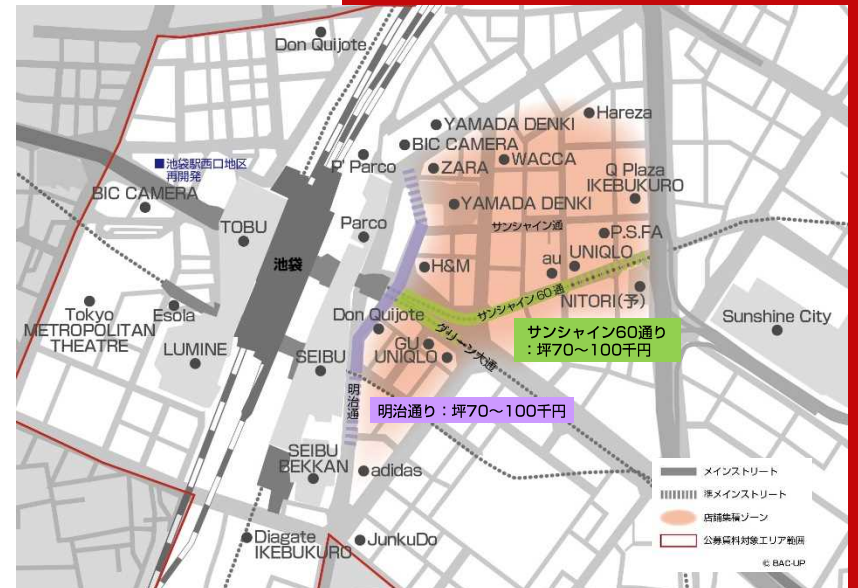 Don Quijote
Hareza
YAMADA DENKI
BIC CAMERA
WACCA
■池袋駅西口地区
再開発
P' Parco
ZARA
Q Plaza
IKEBUKURO
BIC CAMERA
YAMADA DENKI
TOBU
Parco
サンシャイン通
P.S.FA
UNIQLO
au
池袋
H&M
NITORI(予)
サンシャイン60通
Tokyo
METROPOLITAN
THEATRE
Esola
Don Quijote
グリーン大通
Sunshine City
LUMINE
GU
UNIQLO
SEIBU
サンシャイン60通り
:坪70～100千円
明治通
明治通り:坪70～100千円
SEIBU
BEKKAN
adidas
メインストリート
準メインストリート
店舗集積ゾーン
公募賃料対象エリア範囲
Diagate
IKEBUKURO
JunkuDo
© BAC-UP